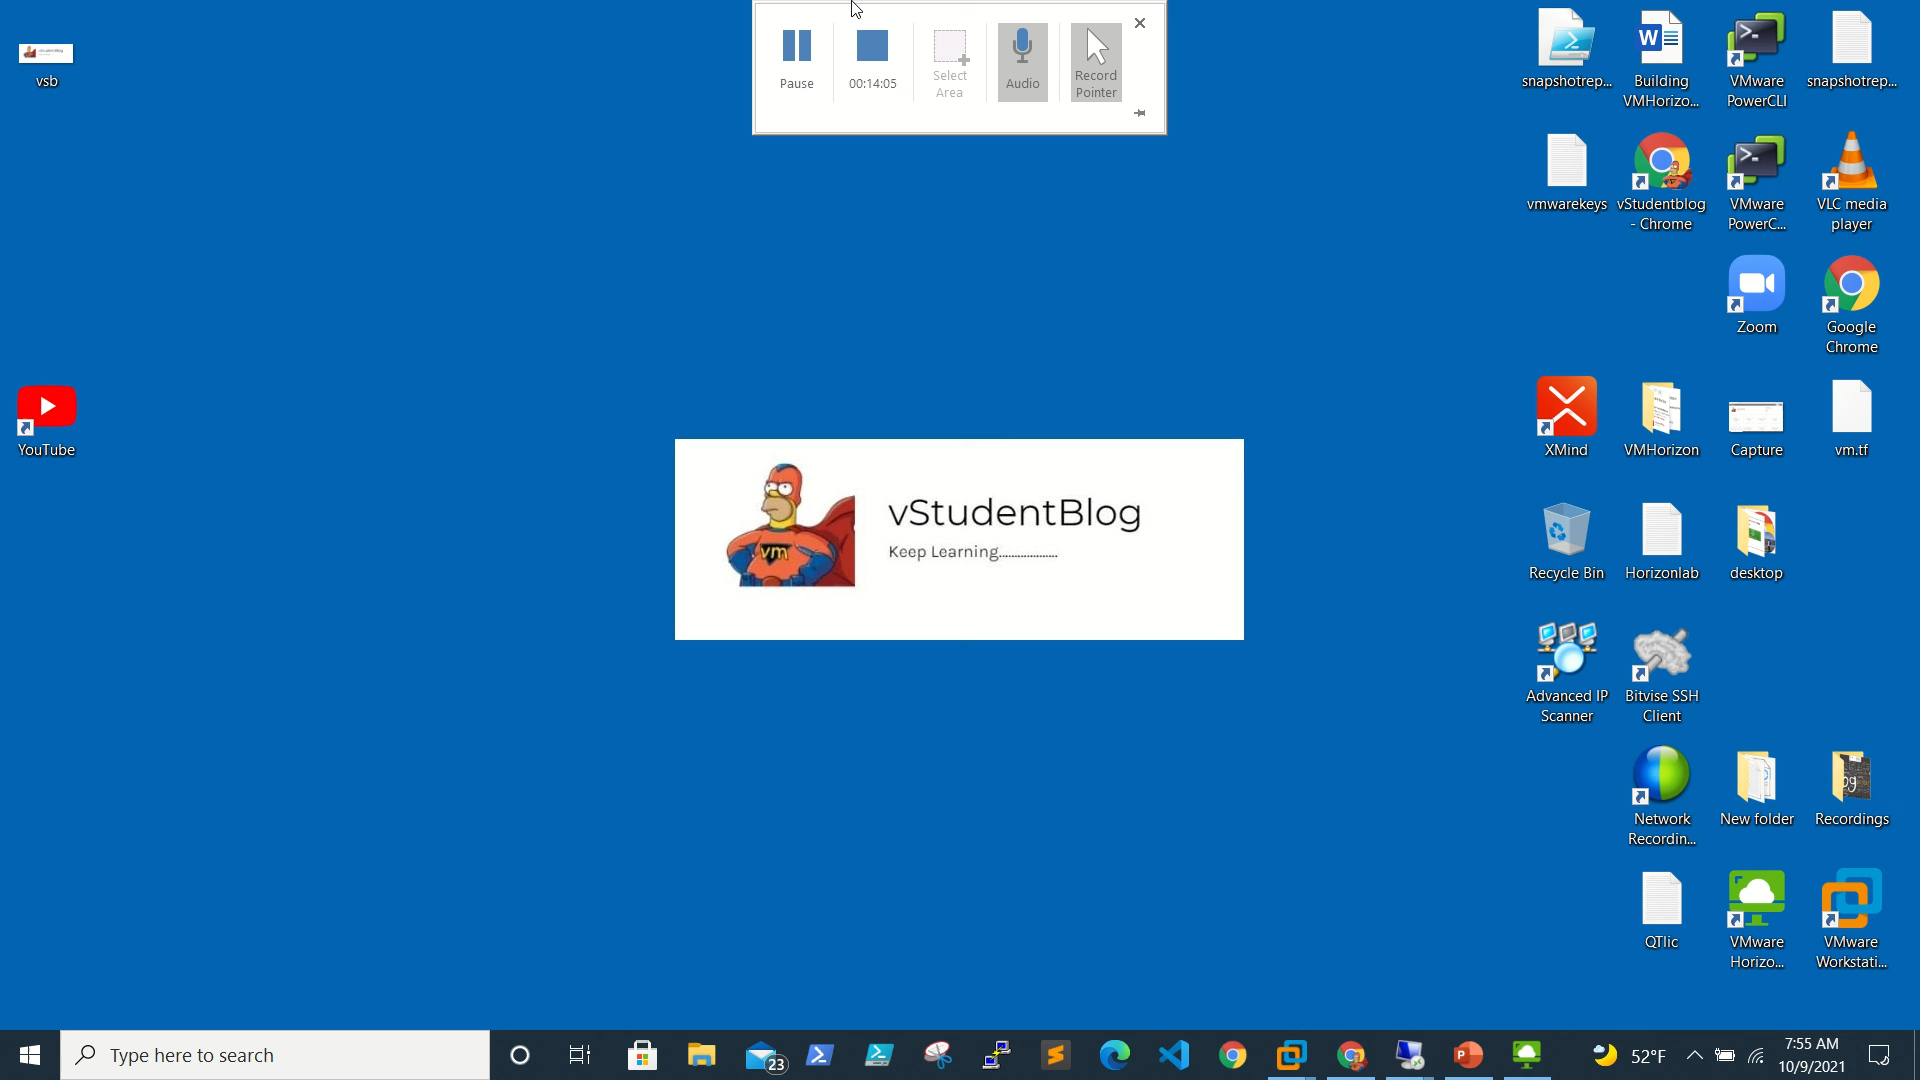 vsb
YouTube
Pause
00:14:05
Select
Area
Audio
Record
Pointer
vm
vStudentBlog
Keep Learning...................
snapshotrep...
Building
VMHorizo...
VMware
PowerCLI
snapshotrep...
vmwarekeys
vStudentblog
- Chrome
VMware
PowerC...
VLC media
player
Zoom
Google
Chrome
XMind
VMHorizon
Capture
vm.tf
Recycle Bin
Horizonlab
desktop
Advanced IP
Scanner
Bitvise SSH
Client
Network
Recordin...
New folder
Recordings
QTlic
VMware
Horizo...
VMware
Workstati...
Type here to search
23
52°F
7:55 AM
10/9/2021